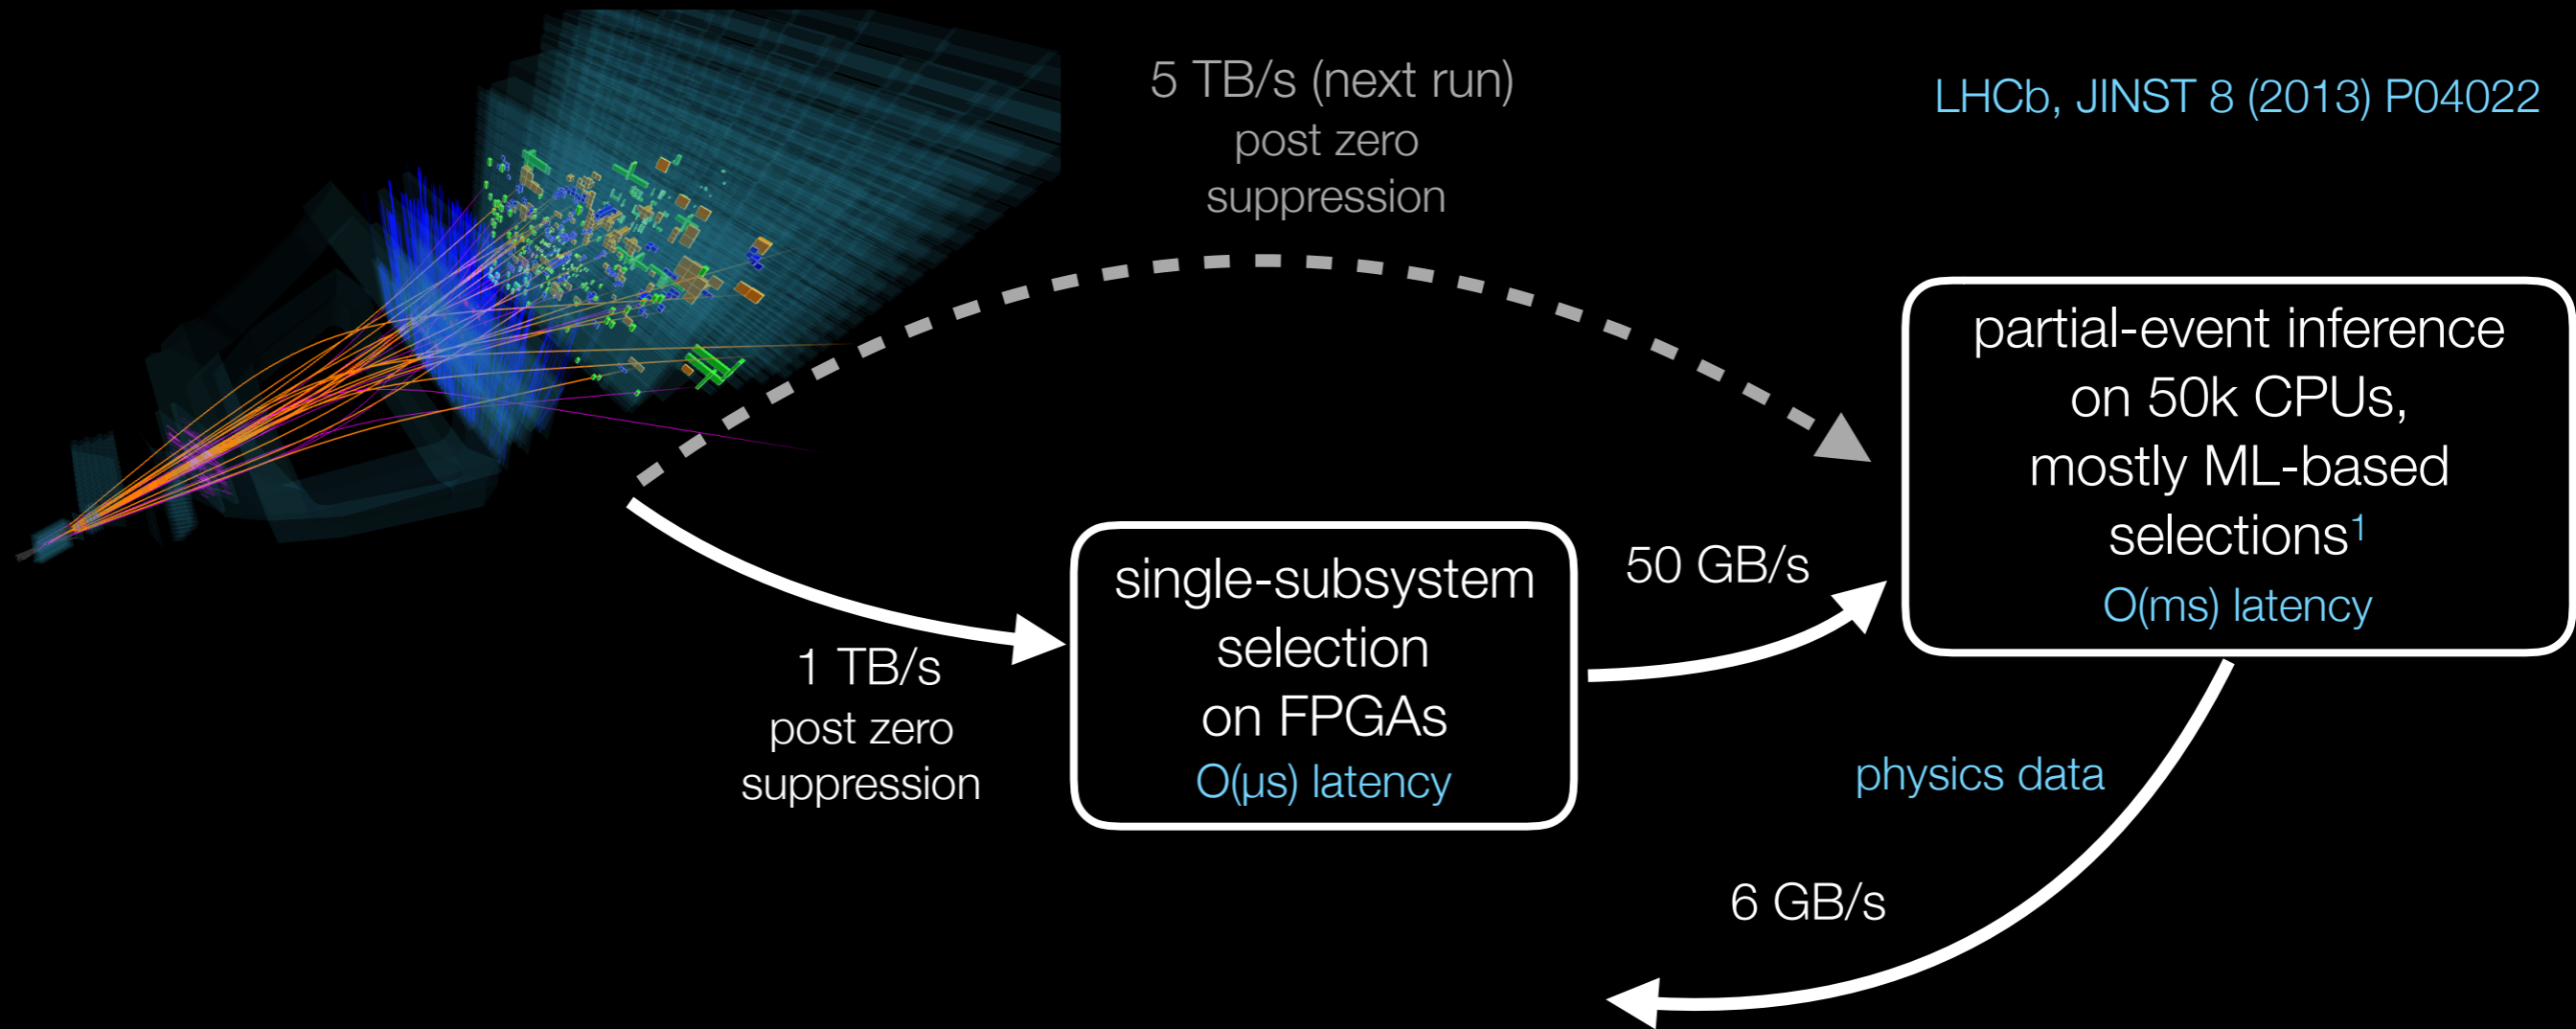 5 TB/s (next run)
post zero
suppression
LHCb, JINST 8 (2013) P04022
partial-event inference
on 50k CPUs,
mostly ML-based
selections¹
O(ms) latency
single-subsystem
selection
on FPGAs
O(µs) latency
50 GB/s
1 TB/s
post zero
suppression
physics data
6 GB/s